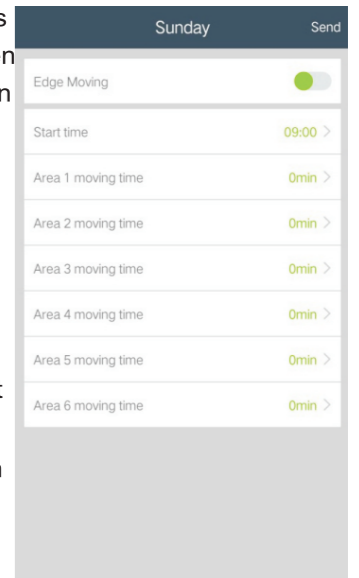 Sunday
Send
Edge Moving
Start time 09:00
Area 1 moving time 0min
Area 2 moving time 0min
Area 3 moving time 0min
Area 4 moving time 0min
Area 5 moving time 0min
Area 6 moving time 0min